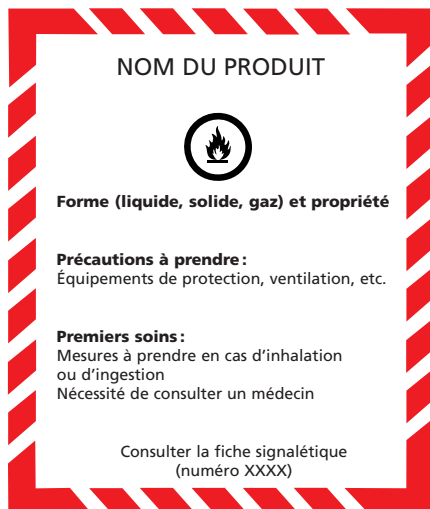 NOM DU PRODUIT
Forme (liquide, solide, gaz) et propriété
Précautions à prendre :
Équipements de protection, ventilation, etc.
Premiers soins :
Mesures à prendre en cas d’inhalation
ou d’ingestion
Nécessité de consulter un médecin
Consulter la fiche signalétique
(numéro XXXX)